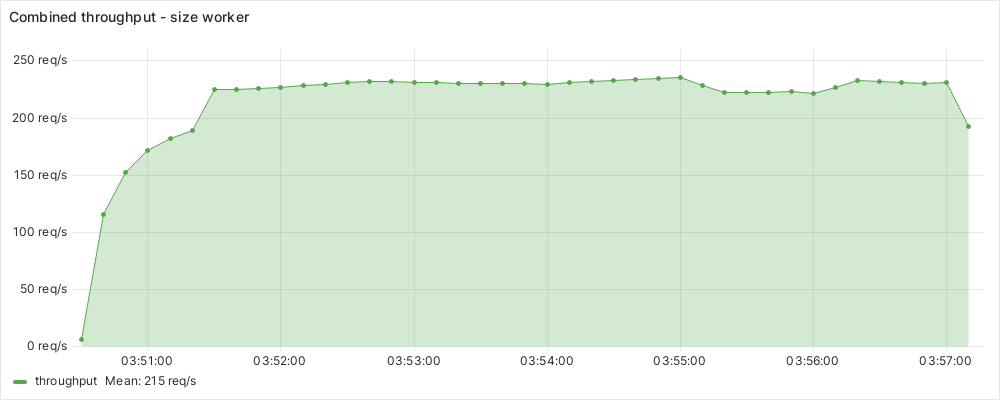 Combined throughput - size worker
250 req/s
200 req/s
150 req/s
100 req/s
50 req/s
0 req/s
03:51:00 03:52:00 03:53:00 03:54:00 03:55:00 03:56:00 03:57:00
throughput Mean: 215 req/s